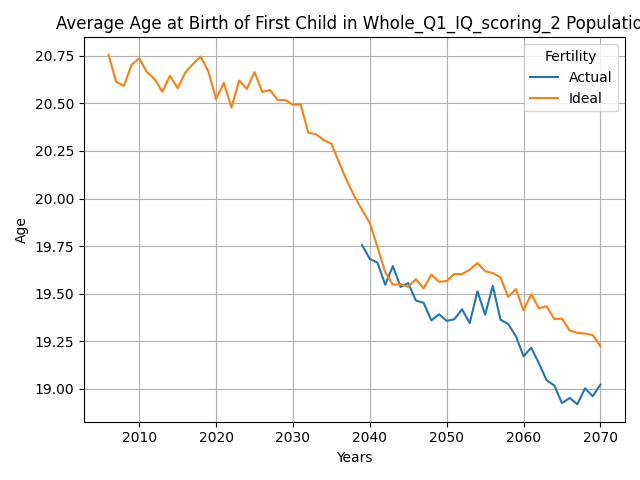 Average Age at Birth of First Child in Whole_Q1_IQ_scoring_2 Populatio
Fertility
Actual
Ideal
Age
20.75
20.50
20.25
20.00
19.75
19.50
19.25
19.00
2010 2020 2030 2040 2050 2060 2070
Years